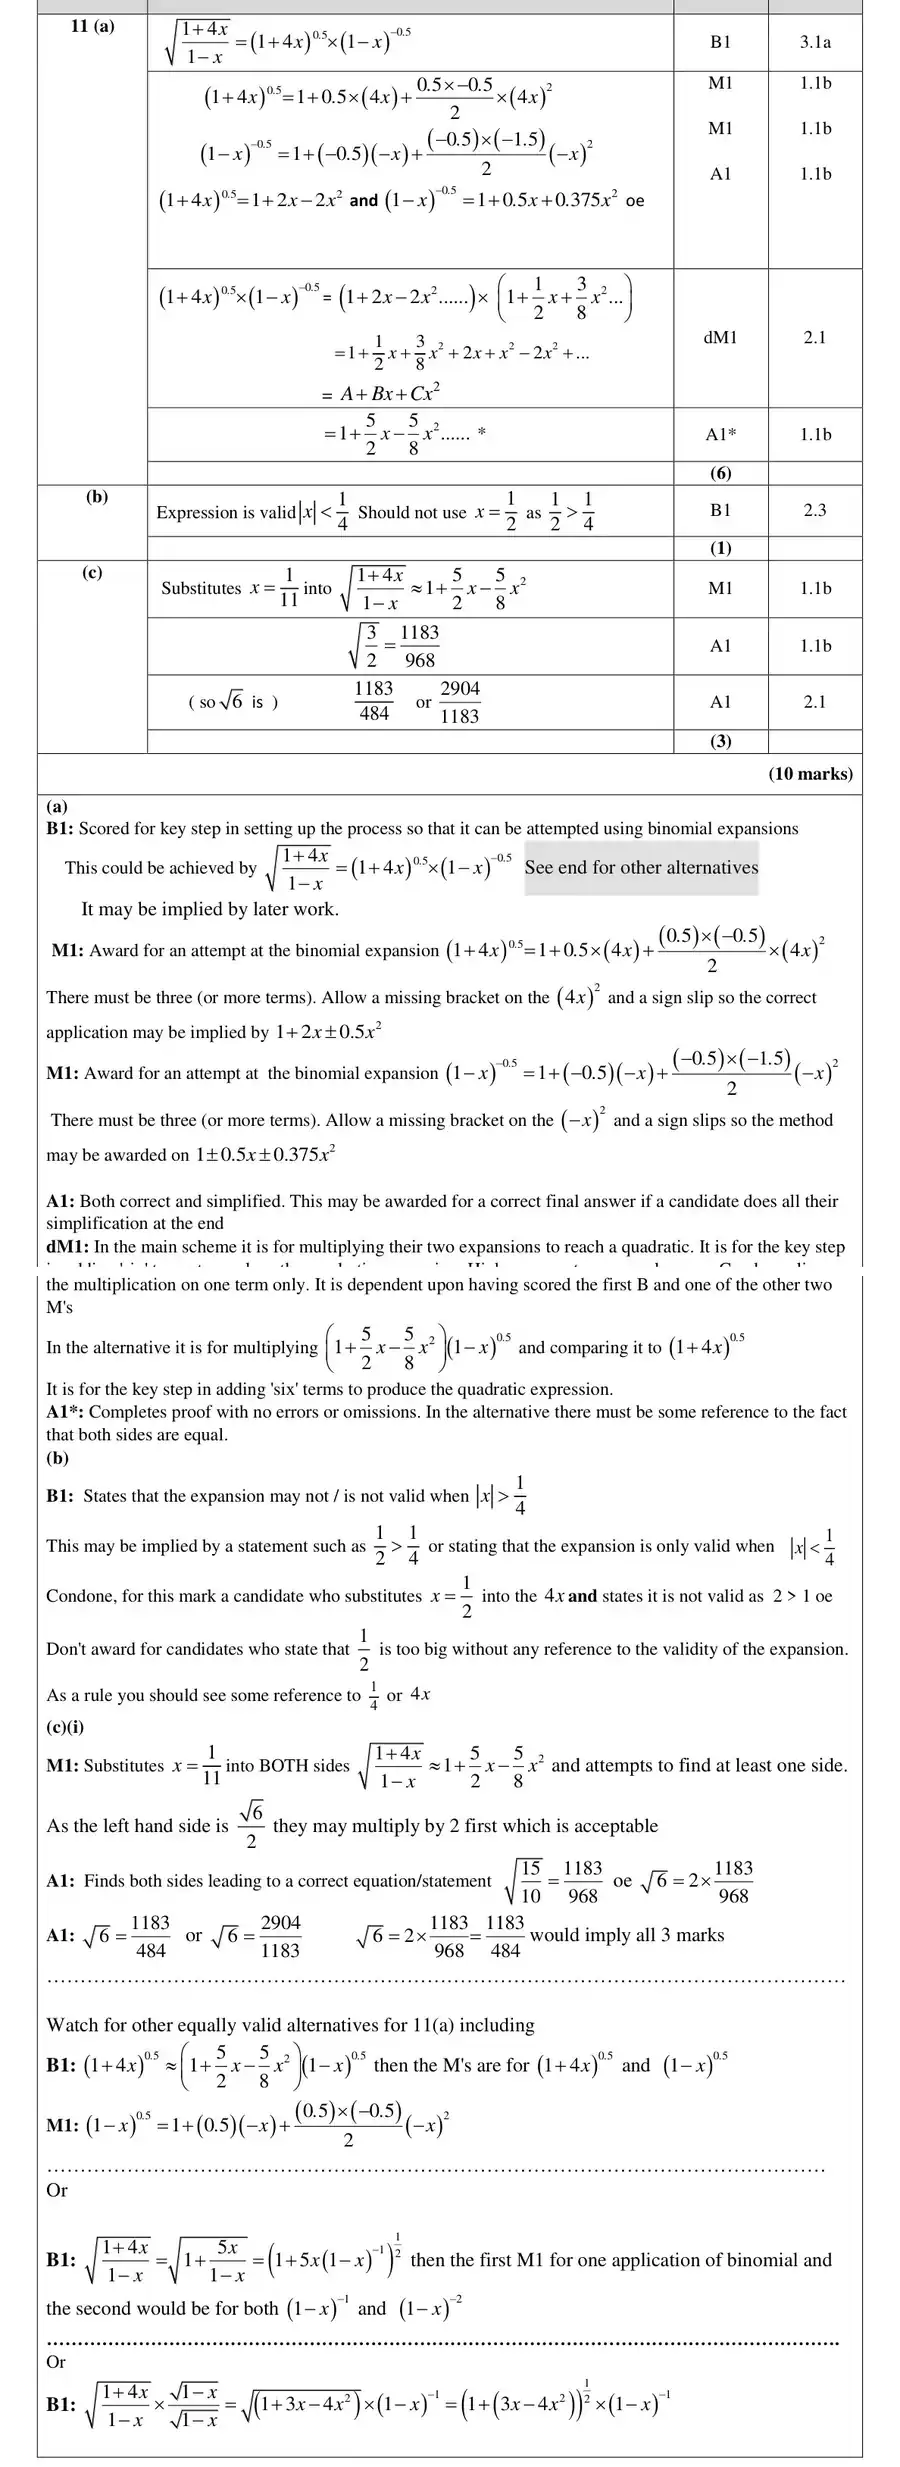 11 (a) √((1+4x)/(1−x)) = (1+4x)^0.5 × (1−x)^−0.5 B1 3.1a
(1+4x)^0.5 = 1+0.5×(4x)+(0.5×−0.5)/2×(4x)^2 M1 1.1b
(1−x)^−0.5 = 1+(−0.5)(−x)+((−0.5)×(−1.5))/2(−x)^2 M1 1.1b
(1+4x)^0.5 = 1+2x−2x^2 and (1−x)^−0.5 = 1+0.5x+0.375x^2 oe A1 1.1b
(1+4x)^0.5 × (1−x)^−0.5 = (1+2x−2x^2......)× (1+1/2x+3/8x^2...)
=1+1/2x+3/8x^2+2x+x^2−2x^2+... dM1 2.1
= A+Bx+Cx^2
=1+5/2x−5/8x^2...... * A1* 1.1b
(6)
(b) Expression is valid |x| < 1/4 Should not use x = 1/2 as 1/2 > 1/4 B1 2.3
(1)
(c) Substitutes x = 1/11 into √((1+4x)/(1−x)) ≈ 1+5/2x−5/8x^2 M1 1.1b
√(3/2) = 1183/968 A1 1.1b
( so √6 is ) 1183/484 or 2904/1183 A1 2.1
(3)
(10 marks)
(a)
B1: Scored for key step in setting up the process so that it can be attempted using binomial expansions
This could be achieved by √((1+4x)/(1−x)) = (1+4x)^0.5 × (1−x)^−0.5 See end for other alternatives
It may be implied by later work.
M1: Award for an attempt at the binomial expansion (1+4x)^0.5 = 1+0.5×(4x)+((0.5)×(−0.5))/2×(4x)^2
There must be three (or more terms). Allow a missing bracket on the (4x)^2 and a sign slip so the correct
application may be implied by 1+2x±0.5x^2
M1: Award for an attempt at the binomial expansion (1−x)^−0.5 = 1+(−0.5)(−x)+((−0.5)×(−1.5))/2(−x)^2
There must be three (or more terms). Allow a missing bracket on the (−x)^2 and a sign slips so the method
may be awarded on 1±0.5x±0.375x^2
A1: Both correct and simplified. This may be awarded for a correct final answer if a candidate does all their
simplification at the end
dM1: In the main scheme it is for multiplying their two expansions to reach a quadratic. It is for the key step
the multiplication on one term only. It is dependent upon having scored the first B and one of the other two
M's
In the alternative it is for multiplying (1+5/2x−5/8x^2)(1−x)^0.5 and comparing it to (1+4x)^0.5
It is for the key step in adding 'six' terms to produce the quadratic expression.
A1*: Completes proof with no errors or omissions. In the alternative there must be some reference to the fact
that both sides are equal.
(b)
B1: States that the expansion may not / is not valid when |x| > 1/4
This may be implied by a statement such as 1/2 > 1/4 or stating that the expansion is only valid when |x| < 1/4
Condone, for this mark a candidate who substitutes x = 1/2 into the 4x and states it is not valid as 2 > 1 oe
Don't award for candidates who state that 1/2 is too big without any reference to the validity of the expansion.
As a rule you should see some reference to 1/4 or 4x
(c)(i)
M1: Substitutes x = 1/11 into BOTH sides √((1+4x)/(1−x)) ≈ 1+5/2x−5/8x^2 and attempts to find at least one side.
As the left hand side is √6/2 they may multiply by 2 first which is acceptable
A1: Finds both sides leading to a correct equation/statement √(15/10) = 1183/968 oe √6 = 2×1183/968
A1: √6 = 1183/484 or √6 = 2904/1183 √6 = 2×1183/968 = 1183/484 would imply all 3 marks
Watch for other equally valid alternatives for 11(a) including
B1: (1+4x)^0.5 ≈ (1+5/2x−5/8x^2)(1−x)^0.5 then the M's are for (1+4x)^0.5 and (1−x)^0.5
M1: (1−x)^0.5 = 1+(0.5)(−x)+((0.5)×(−0.5))/2(−x)^2
Or
B1: √((1+4x)/(1−x)) = √(1+5x/(1−x)) = (1+5x(1−x)^−1)^1/2 then the first M1 for one application of binomial and
the second would be for both (1−x)^−1 and (1−x)^−2
Or
B1: √((1+4x)/(1−x)) × √(1−x)/√(1−x) = √((1+3x−4x^2)) × (1−x)^−1 = (1+(3x−4x^2))^1/2 × (1−x)^−1